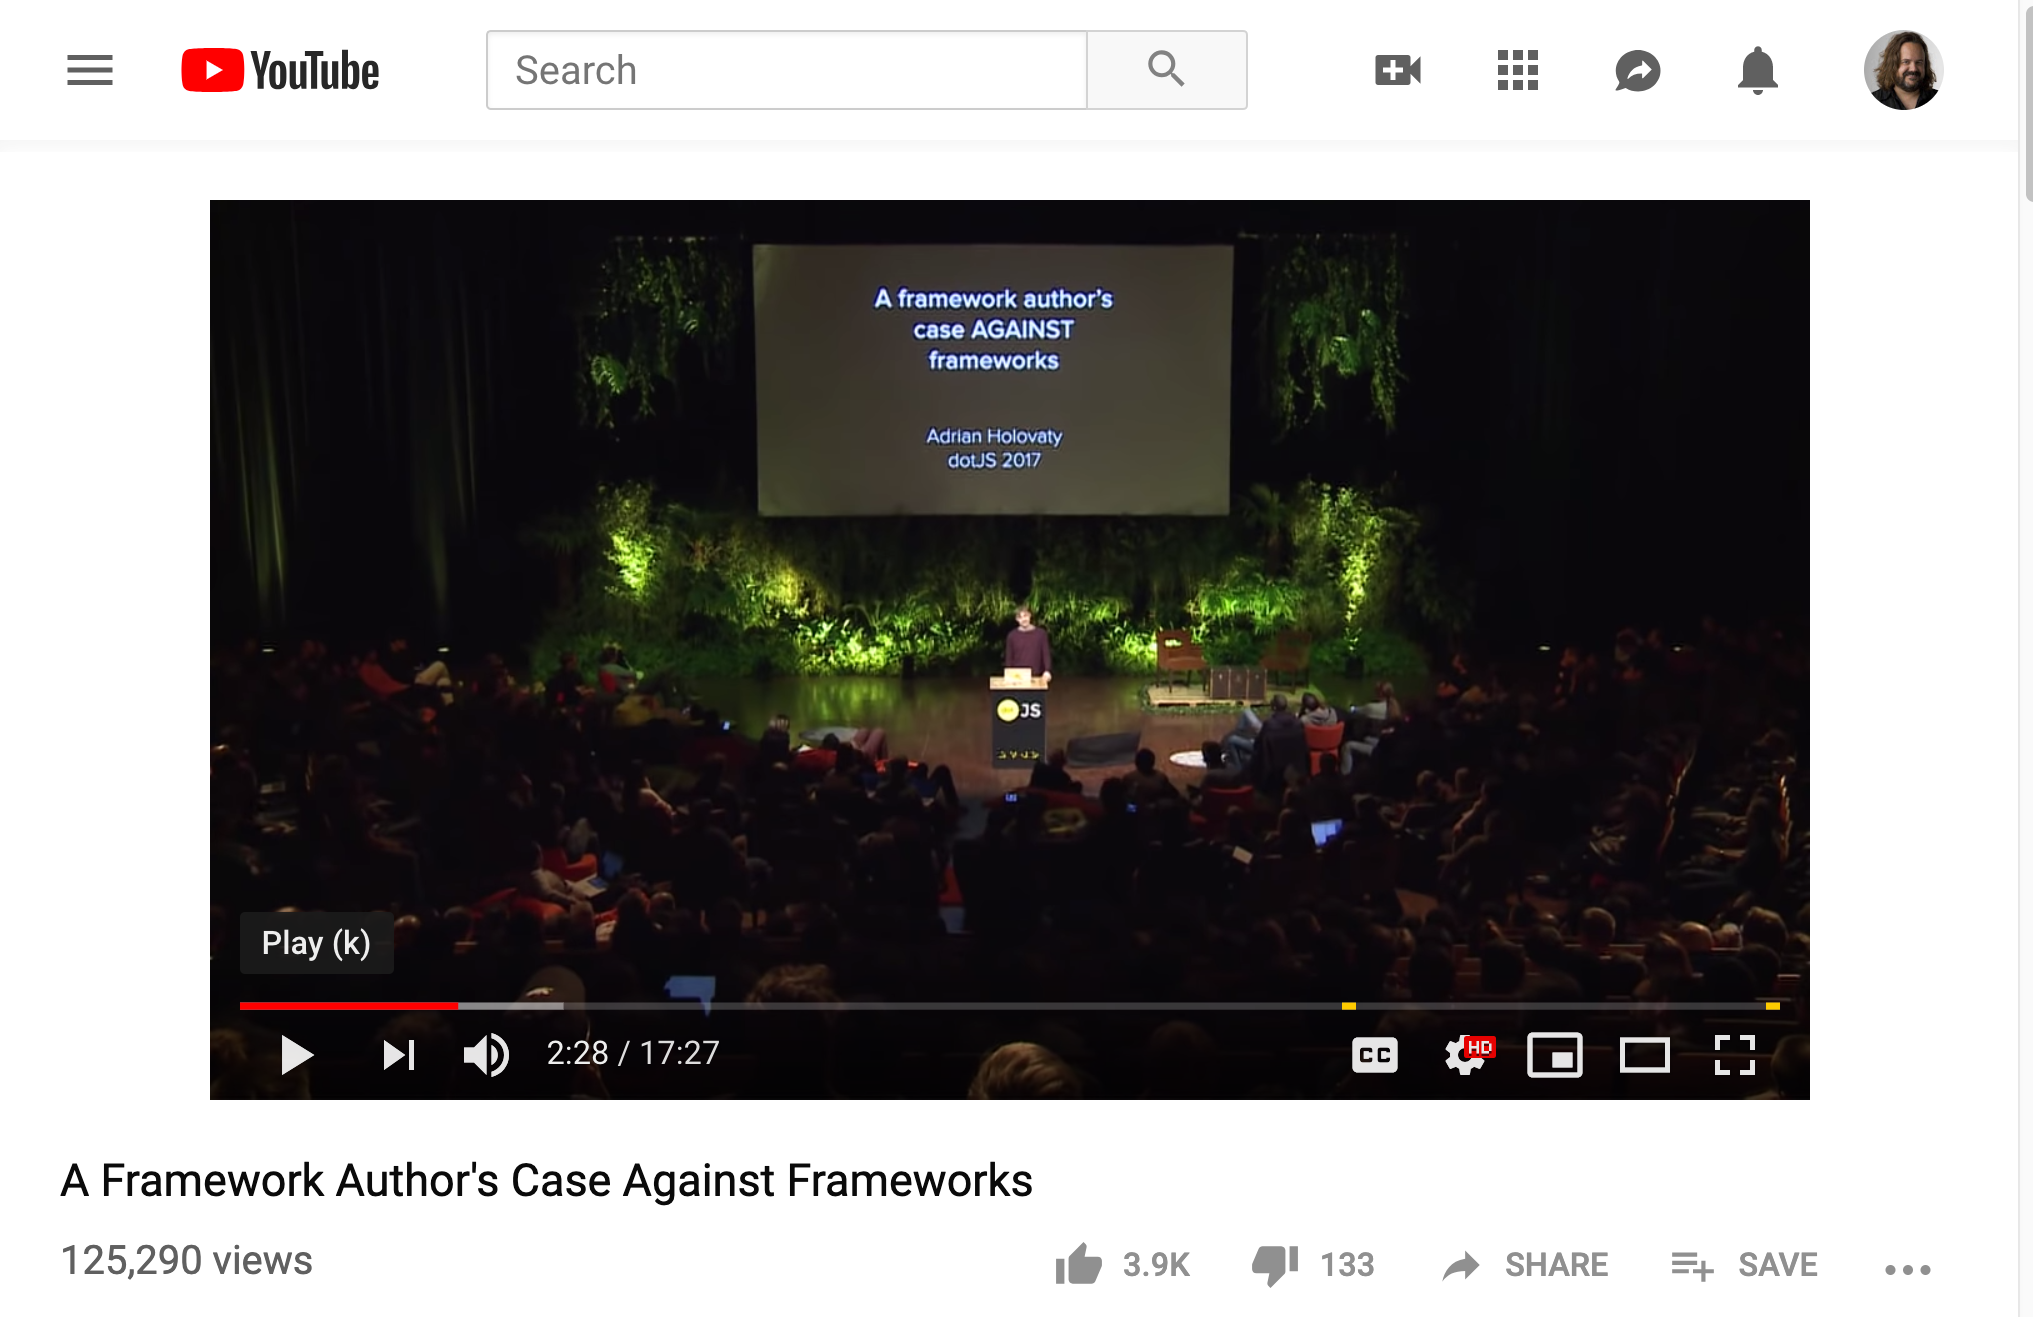 YouTube
Search
A framework author's
case AGAINST
frameworks
Adrian Holovaty
dotJS 2017
JS
Play (k)
2:28 / 17:27
CC
HD
A Framework Author's Case Against Frameworks
125,290 views
3.9K
133
SHARE
SAVE